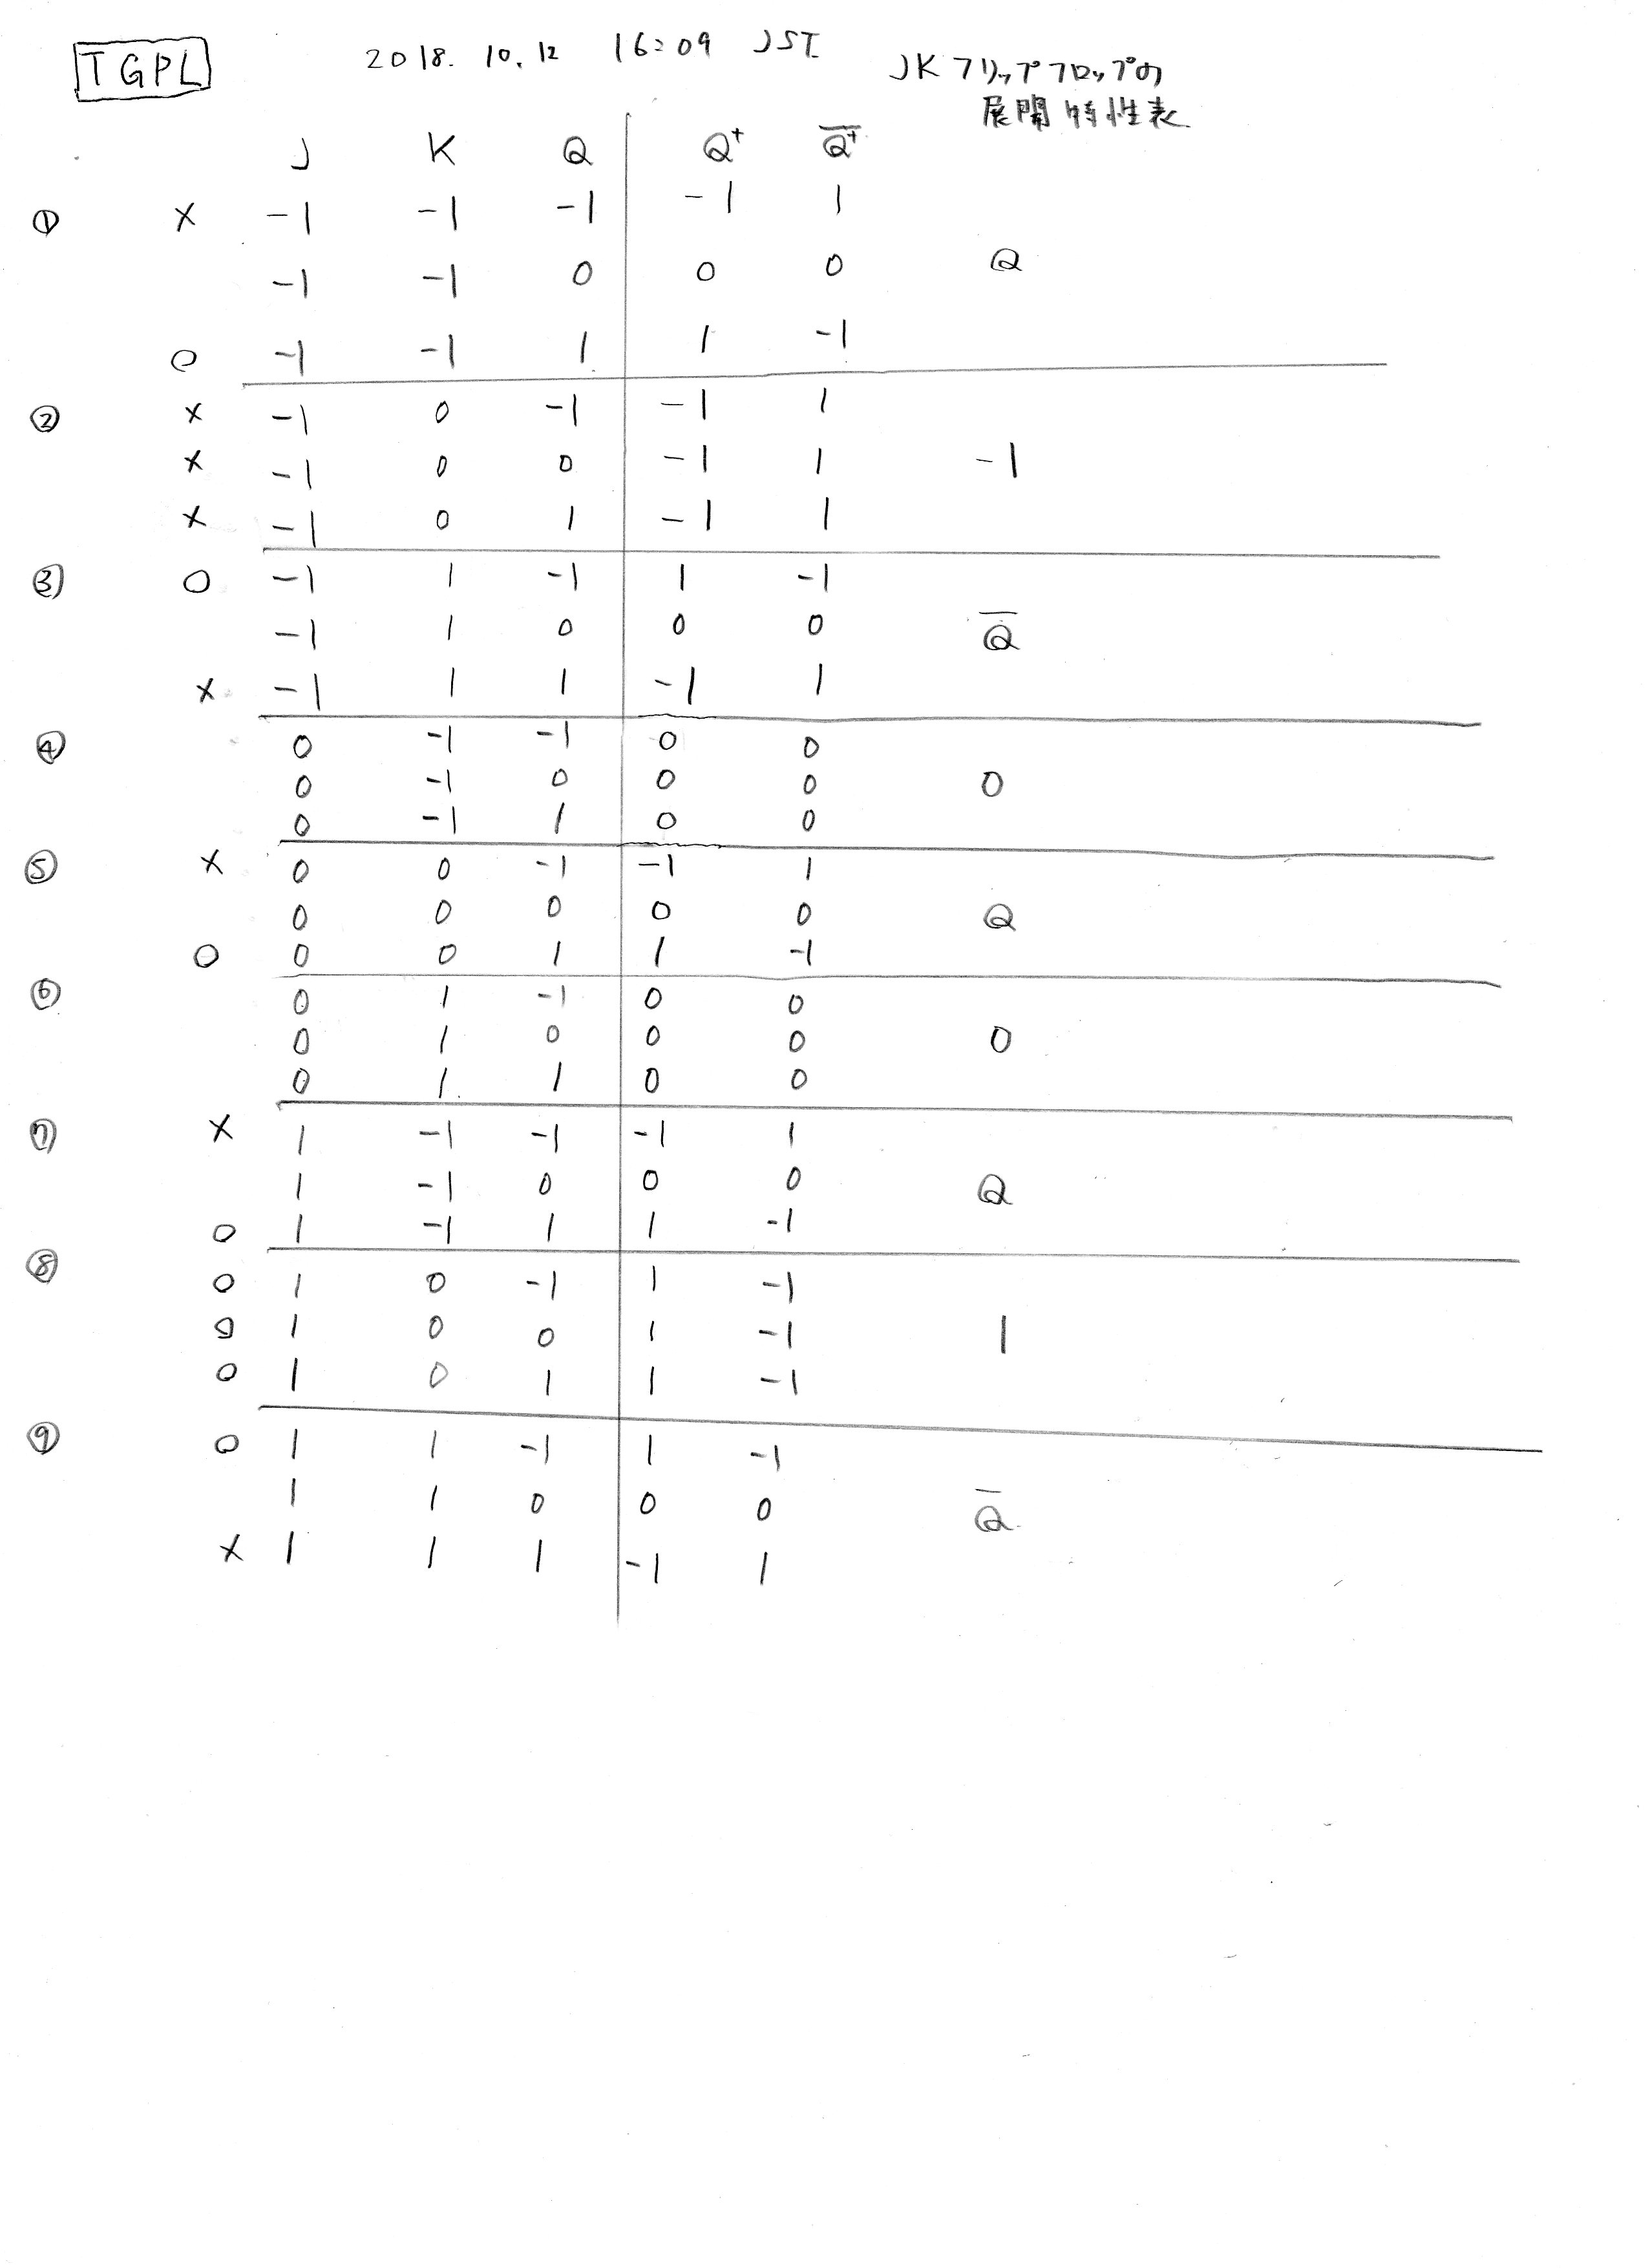 TGPL 2018. 10. 12 16:09 JST
JKフリップフロップの
展開特性表
J K Q Q⁺ Q̅⁺
① × -1 -1 -1 -1 1
-1 -1 0 0 0 Q
○ -1 -1 1 1 -1
② × -1 0 -1 -1 1
× -1 0 0 -1 1 -1
× -1 0 1 -1 1
③ ○ -1 1 -1 1 -1
-1 1 0 0 0 Q̅
× -1 1 1 -1 1
④ 0 -1 -1 0 0
0 -1 0 0 0 0
0 -1 1 0 0
⑤ × 0 0 -1 -1 1
0 0 0 0 0 Q
○ 0 0 1 1 -1
⑥ 0 1 -1 0 0
0 1 0 0 0 0
0 1 1 0 0
⑦ × 1 -1 -1 -1 1
1 -1 0 0 0 Q
○ 1 -1 1 1 -1
⑧ ○ 1 0 -1 1 -1
○ 1 0 0 1 -1 1
○ 1 0 1 1 -1
⑨ ○ 1 1 -1 1 -1
1 1 0 0 0 Q̅
× 1 1 1 -1 1